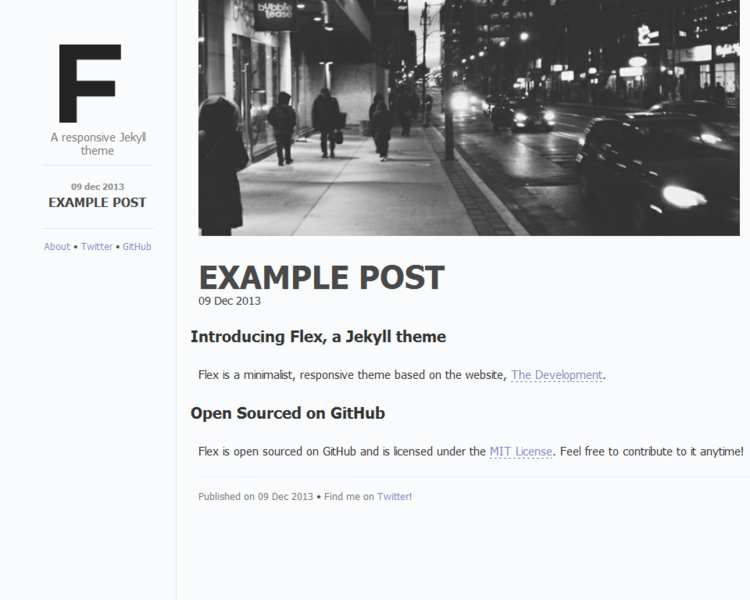 F
A responsive Jekyll
theme
09 dec 2013
EXAMPLE POST
About • Twitter • GitHub
bubble
tease
EXAMPLE POST
09 Dec 2013
Introducing Flex, a Jekyll theme
Flex is a minimalist, responsive theme based on the website, The Development.
Open Sourced on GitHub
Flex is open sourced on GitHub and is licensed under the MIT License. Feel free to contribute to it anytime!
Published on 09 Dec 2013 • Find me on Twitter!